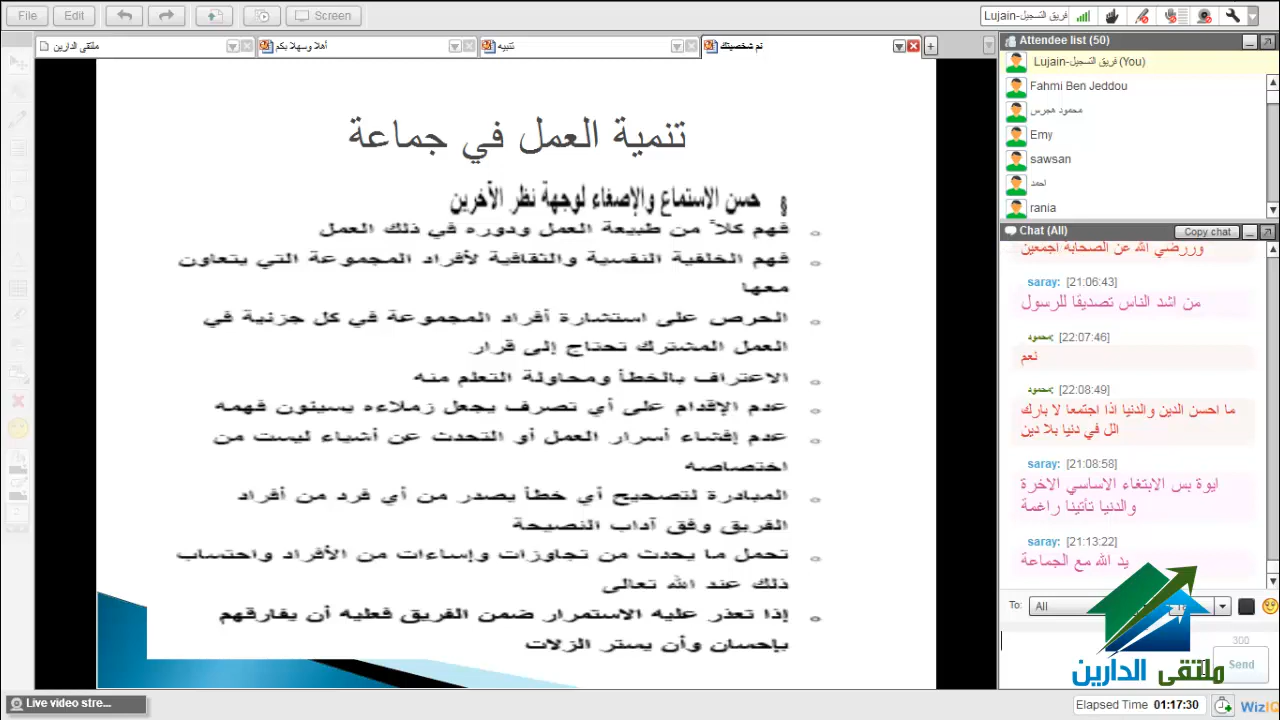 File
Edit
Screen
Lujain-فريق التسجيل
ملتقى الدارين
أهلا وسهلا بكم
تنبيه
نم شخصيتك
تنمية العمل في جماعة
§ حسن الاستماع والإصغاء لوجهة نظر الآخرين
فهم كلاً من طبيعة العمل ودوره في ذلك العمل
فهم الخلفية النفسية والثقافية لأفراد المجموعة التي يتعاون
معها
الحرص على استشارة أفراد المجموعة في كل جزئية في
العمل المشترك تحتاج إلى قرار
الاعتراف بالخطأ ومحاولة التعلم منه
عدم الإقدام على أي تصرف يجعل زملاءه يسيئون فهمه
عدم إفشاء أسرار العمل أو التحدث عن أشياء ليست من
اختصاصه
المبادرة لتصحيح أي خطأ يصدر من أي فرد من أفراد
الفريق وفق آداب النصيحة
تحمل ما يحدث من تجاوزات وإساءات من الأفراد واحتساب
ذلك عند الله تعالى
إذا تعذر عليه الاستمرار ضمن الفريق فعليه أن يفارقهم
بإحسان وأن يستر الزلات
Attendee list (50)
Lujain-فريق التسجيل (You)
Fahmi Ben Jeddou
محمود هجرس
Emy
sawsan
احمد
rania
Chat (All)
Copy chat
وررضي الله عن الصحابة اجمعين
saray: [21:06:43]
من اشد الناس تصديقا للرسول
محمود: [22:07:46]
نعم
محمود: [22:08:49]
ما احسن الدين والدنيا اذا اجتمعا لا بارك
الل في دنيا بلا دين
saray: [21:08:58]
ايوة بس الابتغاء الاساسي الاخرة
والدنيا تأتينا راغمة
saray: [21:13:22]
يد الله مع الجماعة
To:
All
300
Send
ملتقى الدارين
Live video stre...
Elapsed Time 01:17:30
WizIQ